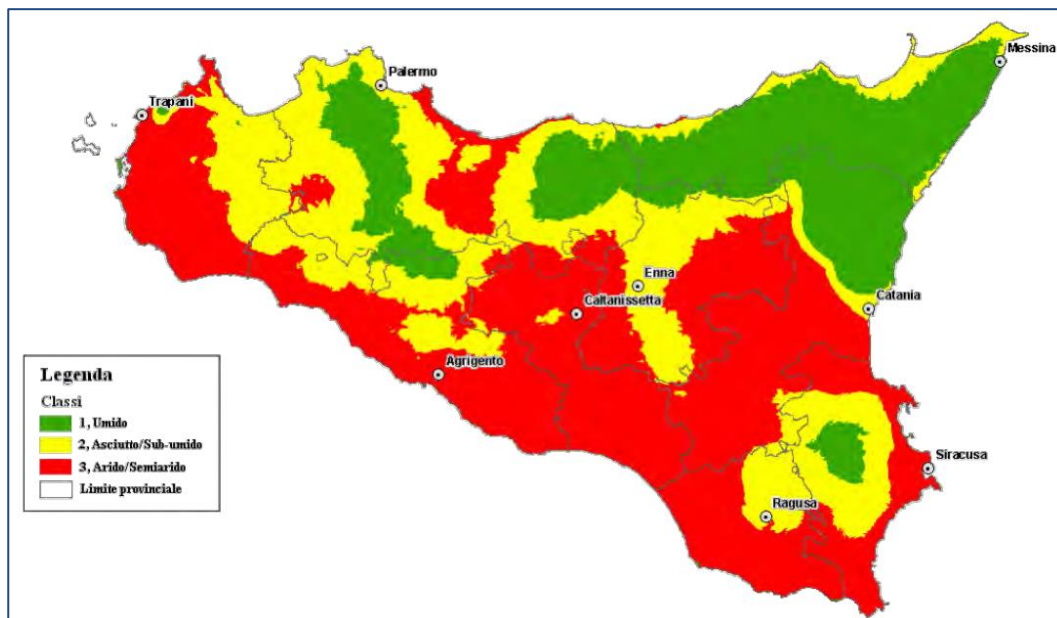 Messina
Palermo
Trapani
Enna
Caltanissetta
Catania
Agrigento
Siracusa
Ragusa
Legenda
Classi
1, Umido
2, Asciutto/Sub-umido
3, Arido/Semiarido
Limite provinciale